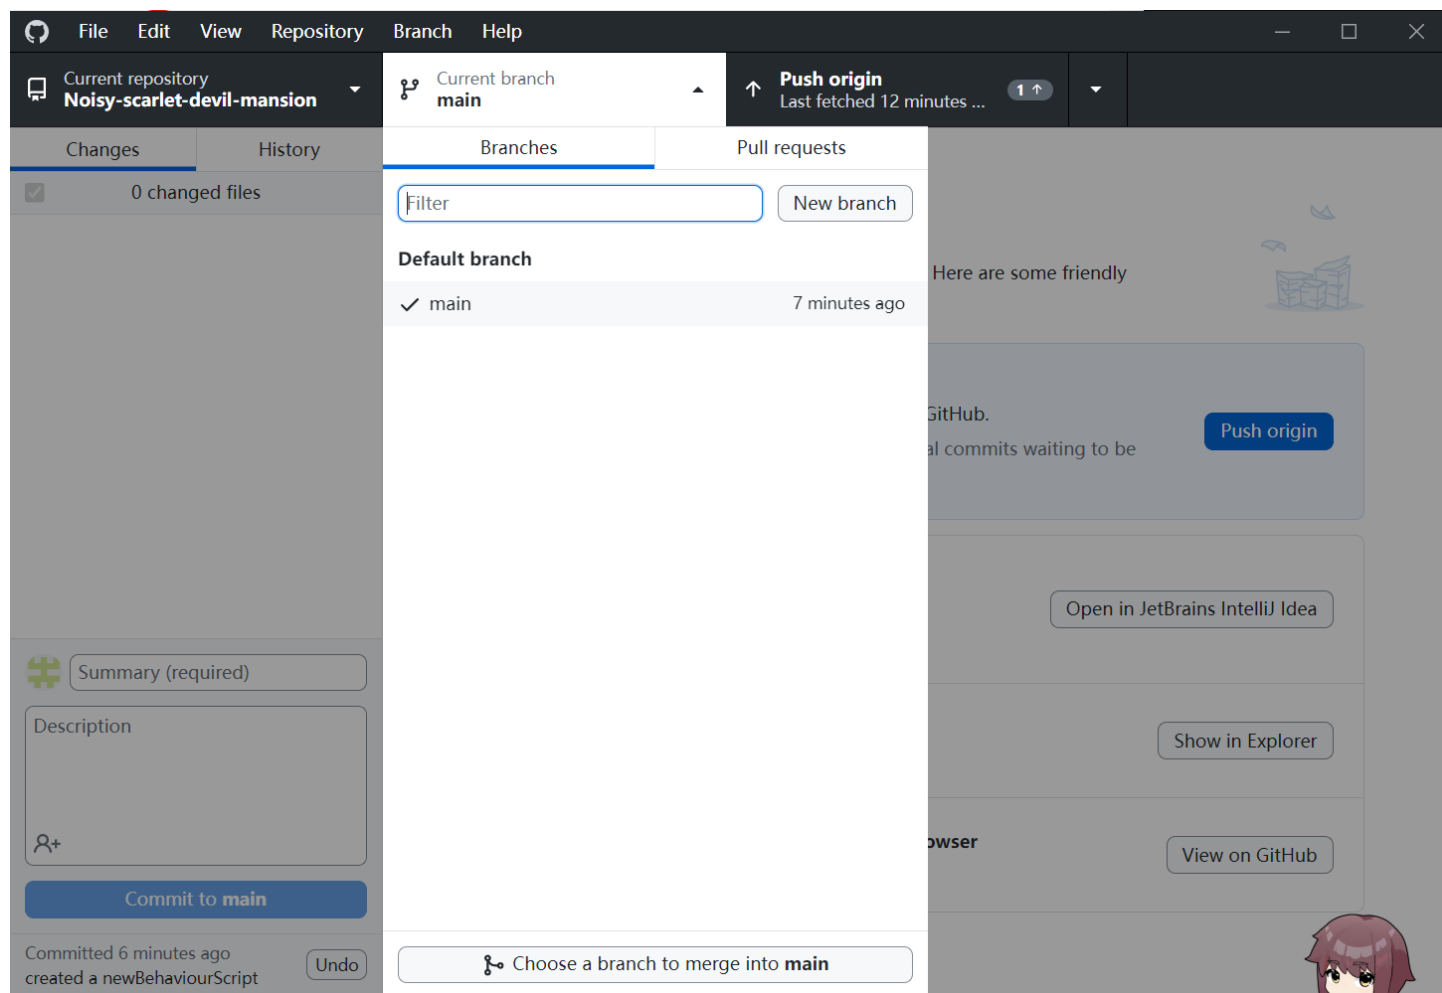 File Edit View Repository Branch Help
Current repository
Noisy-scarlet-devil-mansion
Current branch
main
Push origin
Last fetched 12 minutes ...
1
Changes History
0 changed files
Branches Pull requests
Filter
New branch
Default branch
main 7 minutes ago
Here are some friendly
GitHub.
al commits waiting to be
Push origin
Open in JetBrains IntelliJ Idea
Show in Explorer
owser
View on GitHub
Summary (required)
Description
Commit to main
Committed 6 minutes ago
created a newBehaviourScript
Undo
Choose a branch to merge into main